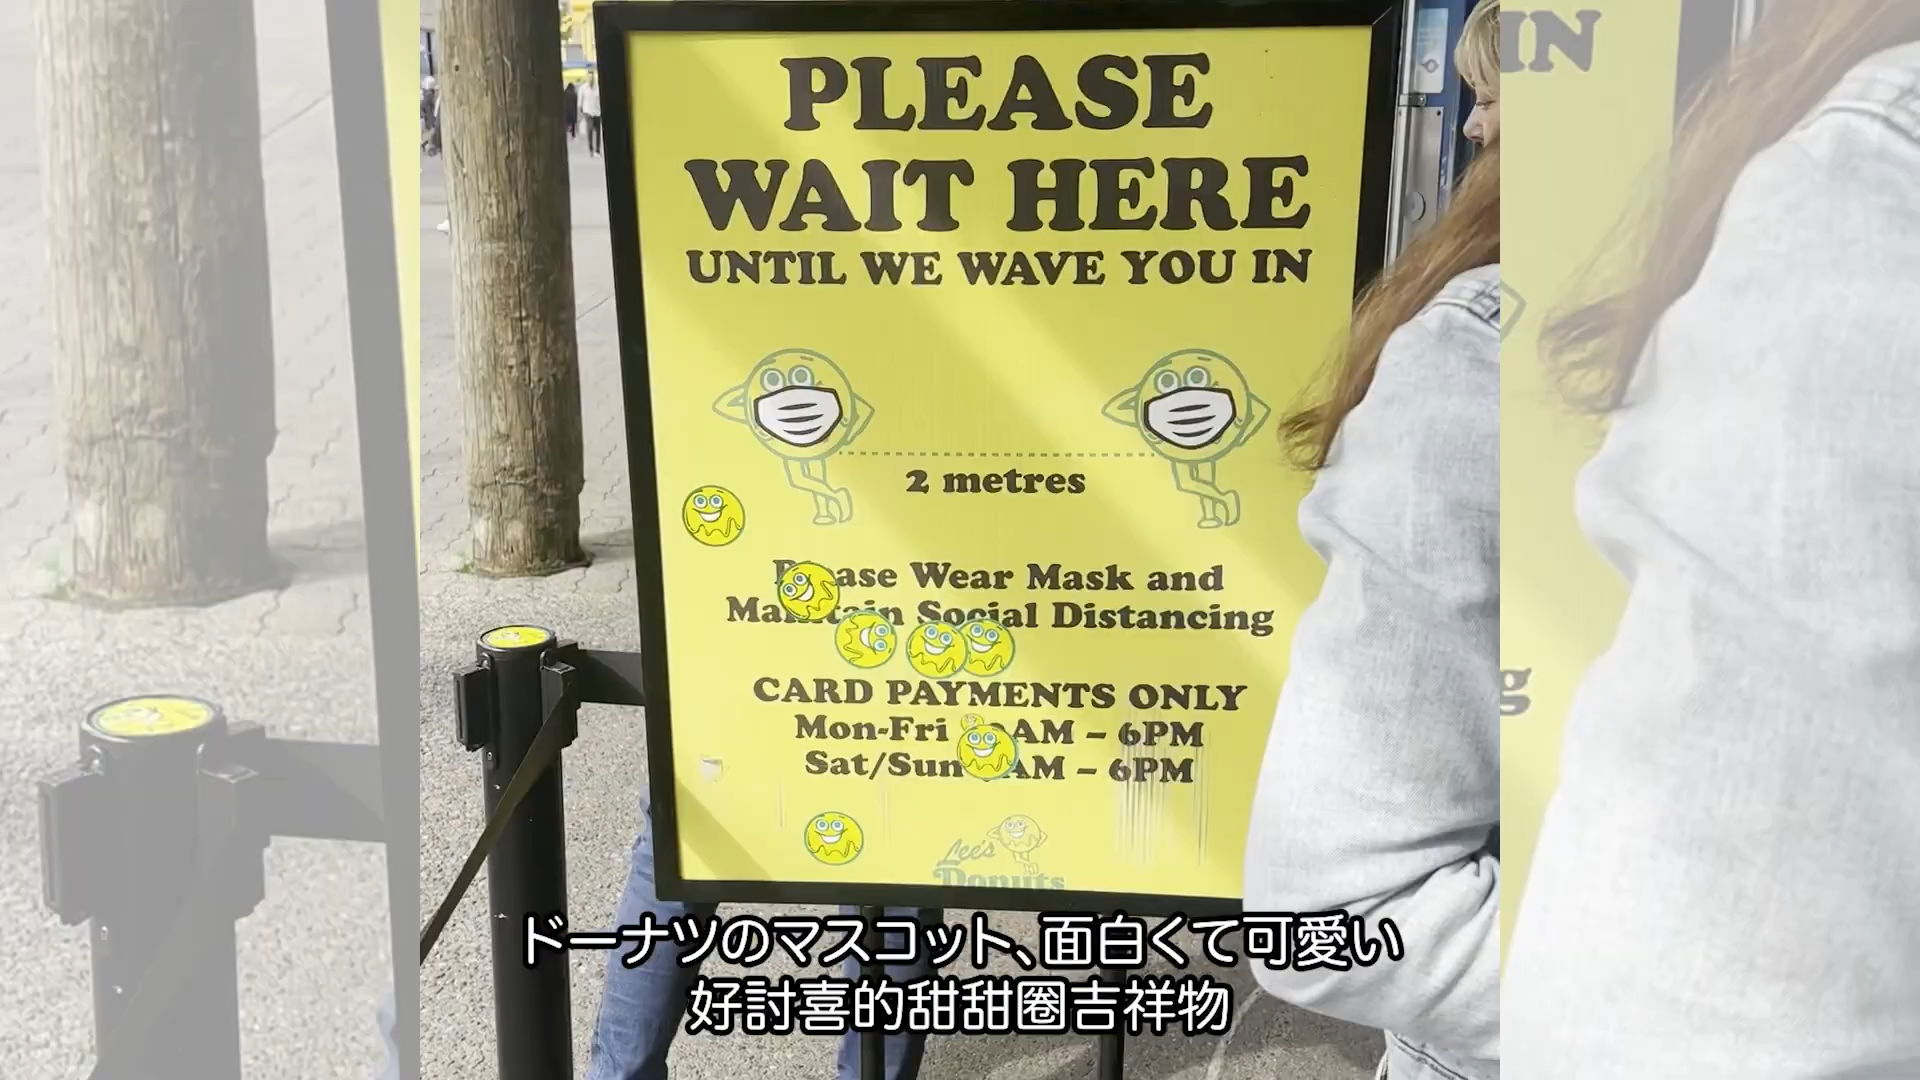 PLEASE
WAIT HERE
UNTIL WE WAVE YOU IN
2 metres
Wear Mask and
Social Distancing
CARD PAYMENTS ONLY
Mon-Fri AM – 6PM
Sat/Sun AM – 6PM
Lee's
Donuts
ドーナツのマスコット、面白くて可愛い
好討喜的甜甜圈吉祥物
IN
g